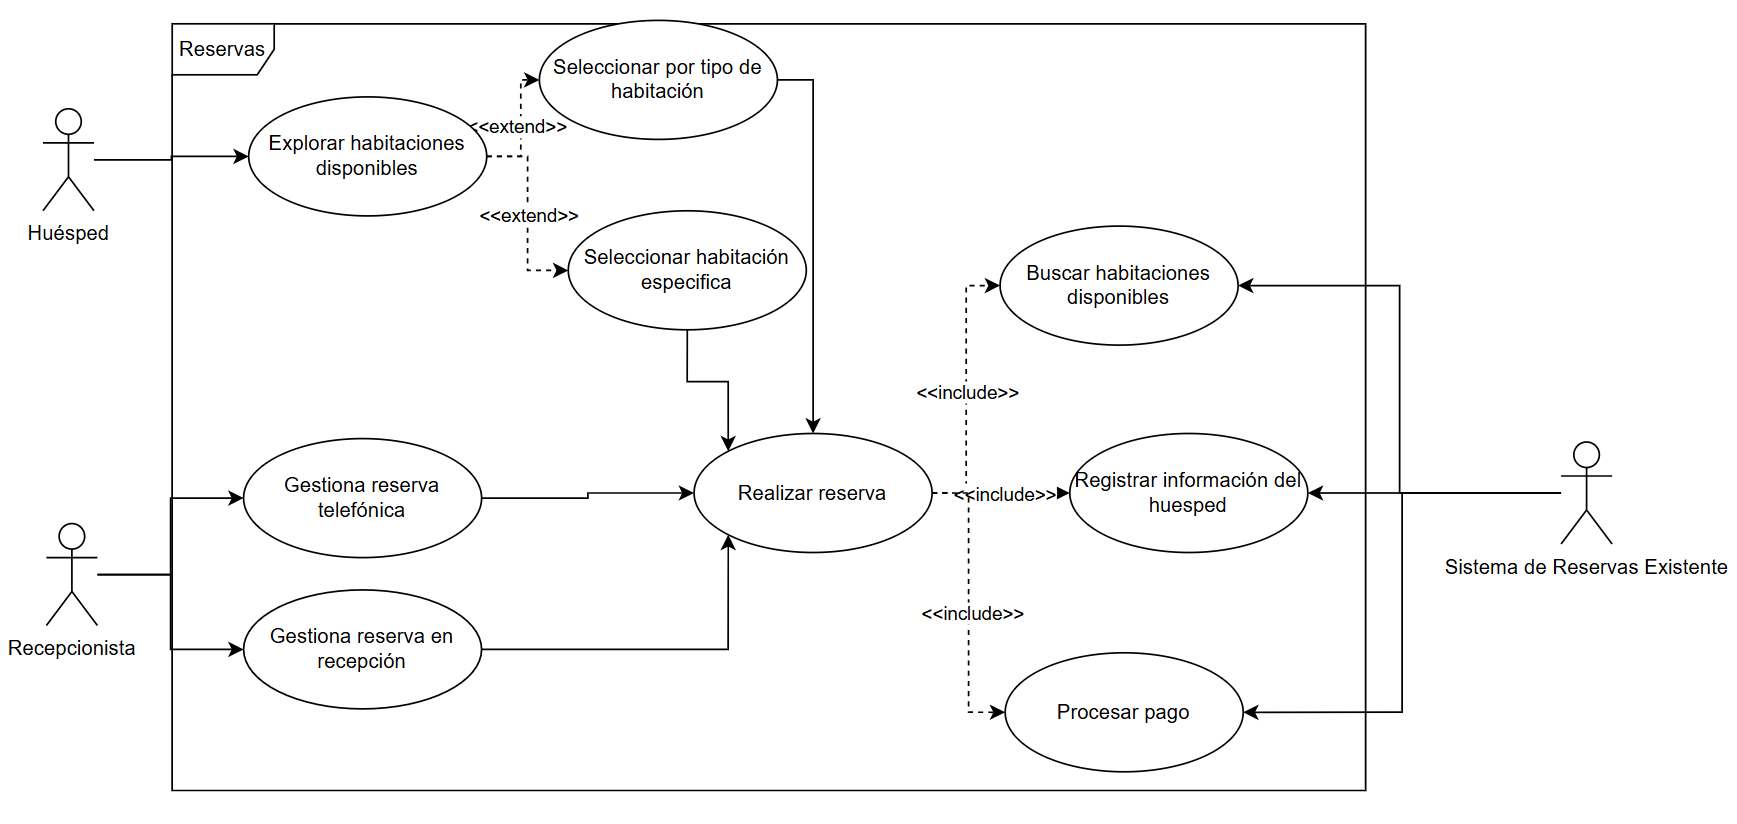 Reservas
Seleccionar por tipo de
habitación
<<extend>>
Explorar habitaciones
disponibles
<<extend>>
Huésped
Seleccionar habitación
especifica
Buscar habitaciones
disponibles
<<include>>
Gestiona reserva
telefónica
Realizar reserva
<<include>>
Registrar información del
huesped
Sistema de Reservas Existente
Recepcionista
Gestiona reserva en
recepción
<<include>>
Procesar pago